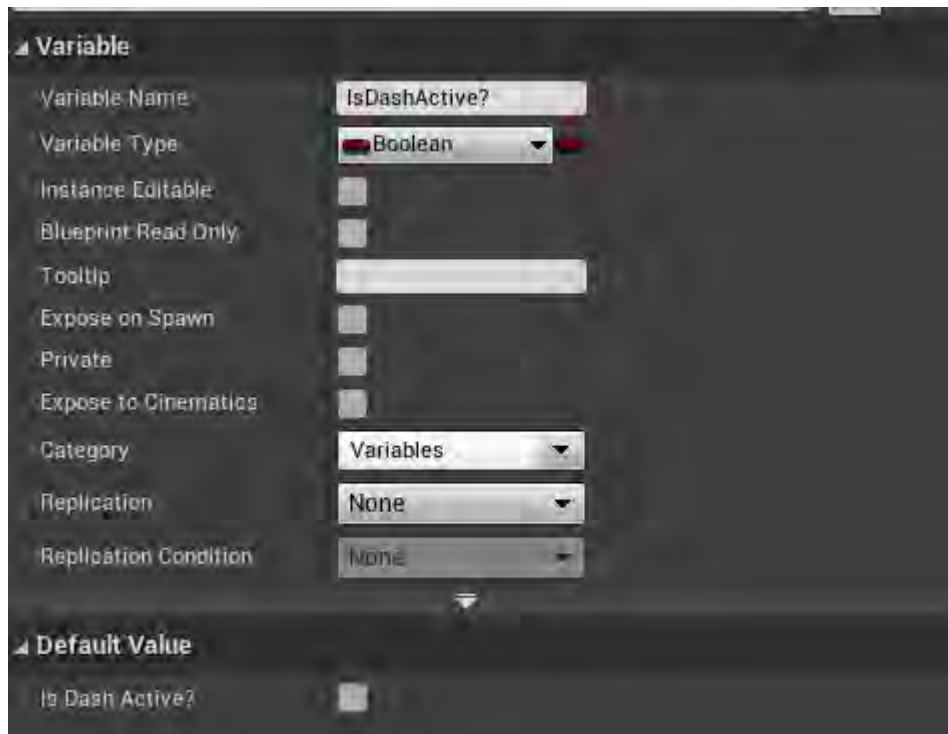 Variable
Variable Name IsDashActive?
Variable Type Boolean
Instance Editable
Blueprint Read Only
Tooltip
Expose on Spawn
Private
Expose to Cinematics
Category Variables
Replication None
Replication Condition None
Default Value
Is Dash Active?